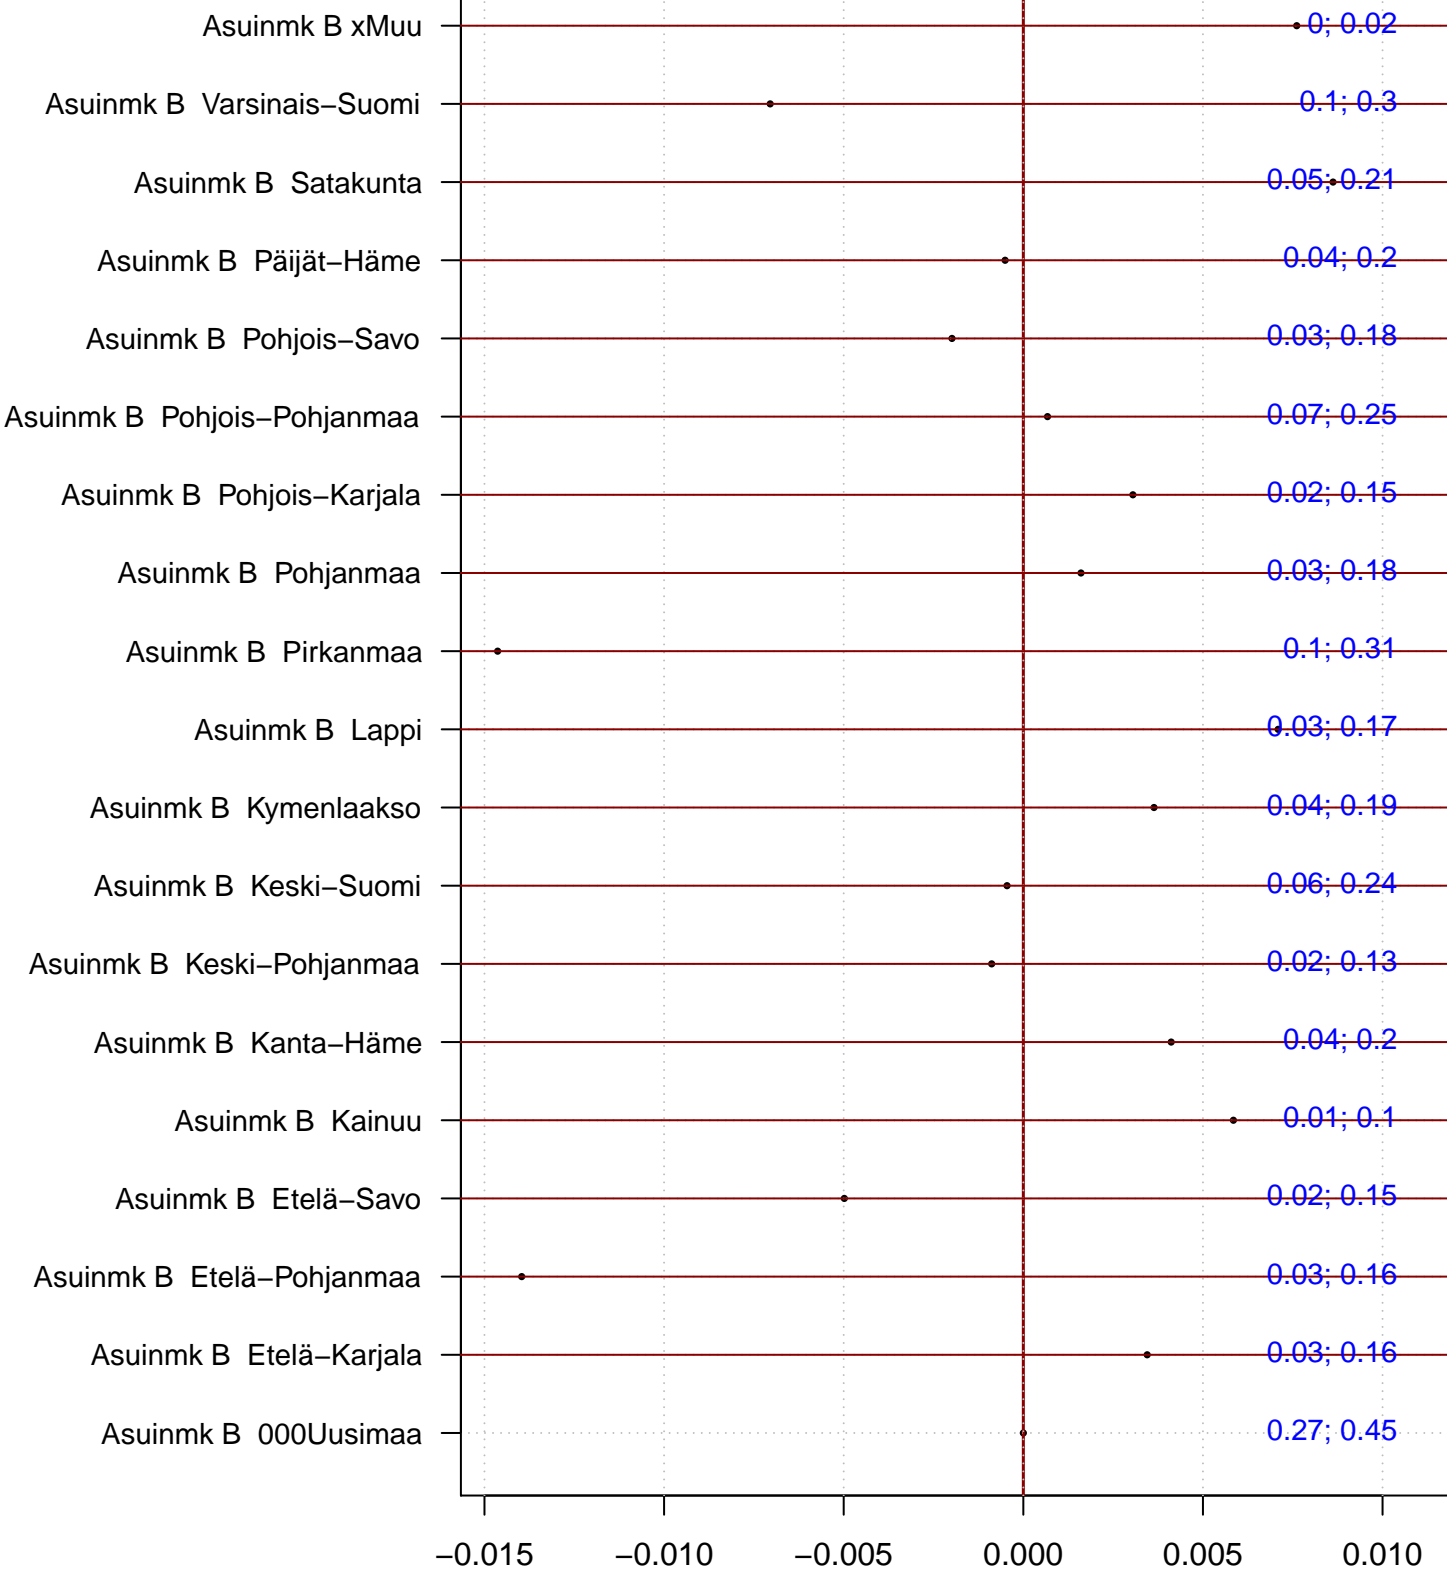 Asuinmk B xMuu 0; 0.02
Asuinmk B Varsinais−Suomi 0.1; 0.3
Asuinmk B Satakunta 0.05; 0.21
Asuinmk B Päijät−Häme 0.04; 0.2
Asuinmk B Pohjois−Savo 0.03; 0.18
Asuinmk B Pohjois−Pohjanmaa 0.07; 0.25
Asuinmk B Pohjois−Karjala 0.02; 0.15
Asuinmk B Pohjanmaa 0.03; 0.18
Asuinmk B Pirkanmaa 0.1; 0.31
Asuinmk B Lappi 0.03; 0.17
Asuinmk B Kymenlaakso 0.04; 0.19
Asuinmk B Keski−Suomi 0.06; 0.24
Asuinmk B Keski−Pohjanmaa 0.02; 0.13
Asuinmk B Kanta−Häme 0.04; 0.2
Asuinmk B Kainuu 0.01; 0.1
Asuinmk B Etelä−Savo 0.02; 0.15
Asuinmk B Etelä−Pohjanmaa 0.03; 0.16
Asuinmk B Etelä−Karjala 0.03; 0.16
Asuinmk B 000Uusimaa 0.27; 0.45
−0.015 −0.010 −0.005 0.000 0.005 0.010